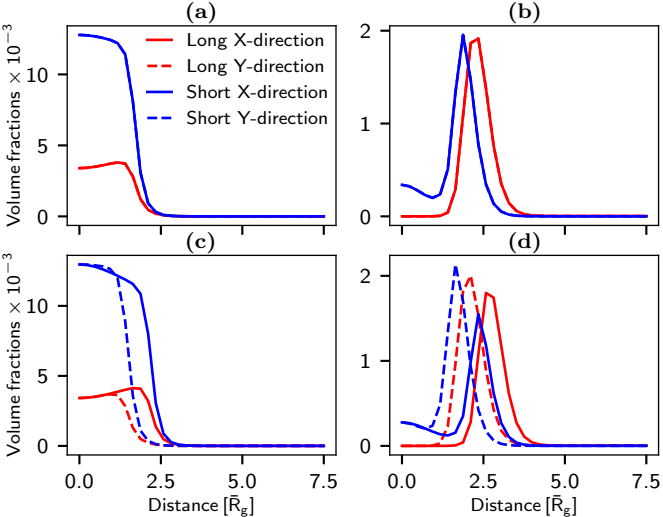 (a)
(b)
Volume fractions × 10⁻³
10
5
0
Long X-direction
Long Y-direction
Short X-direction
Short Y-direction
2
1
0
(c)
(d)
Volume fractions × 10⁻³
10
5
0
0.0 2.5 5.0 7.5
Distance [R̄g]
2
1
0
0.0 2.5 5.0 7.5
Distance [R̄g]